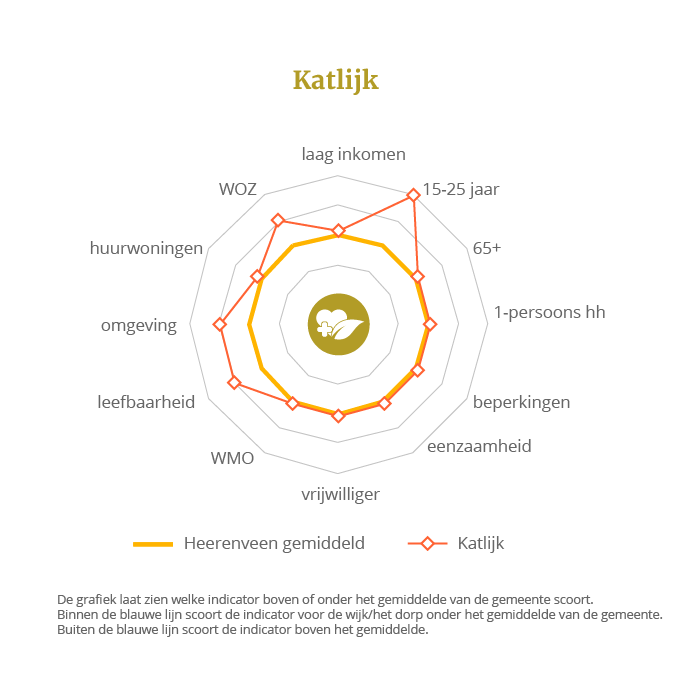 Katlijk
laag inkomen
WOZ
15-25 jaar
huurwoningen
65+
omgeving
1-persoons hh
leefbaarheid
beperkingen
WMO
eenzaamheid
vrijwilliger
Heerenveen gemiddeld
Katlijk
De grafiek laat zien welke indicator boven of onder het gemiddelde van de gemeente scoort.
Binnen de blauwe lijn scoort de indicator voor de wijk/het dorp onder het gemiddelde van de gemeente.
Buiten de blauwe lijn scoort de indicator boven het gemiddelde.